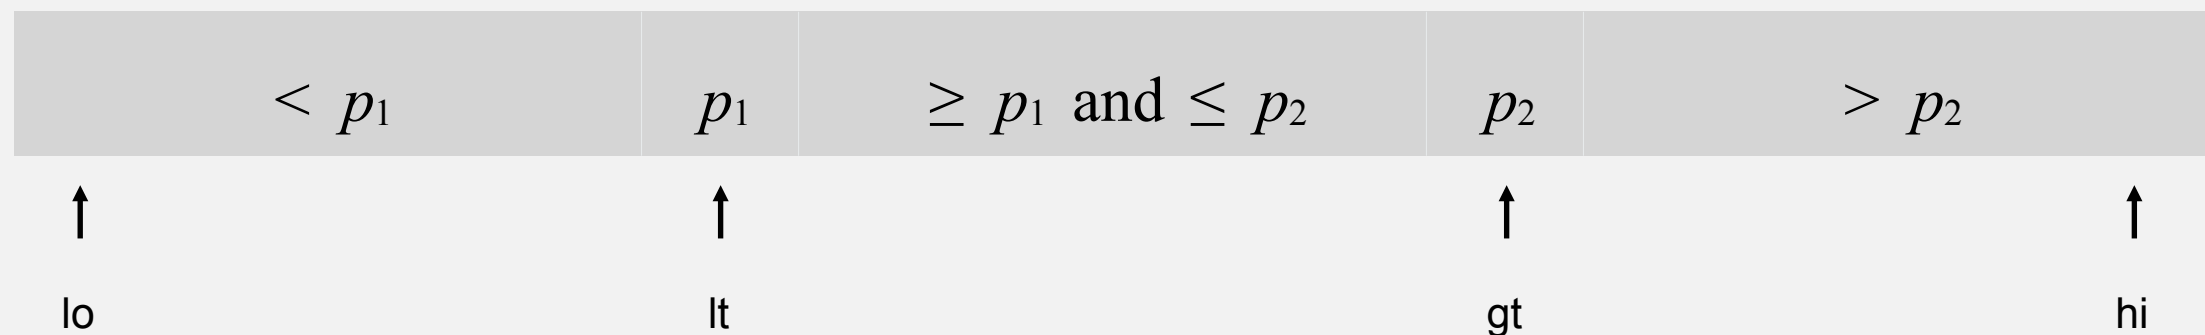 < p₁ p₁ ≥ p₁ and ≤ p₂ p₂ > p₂
lo lt gt hi